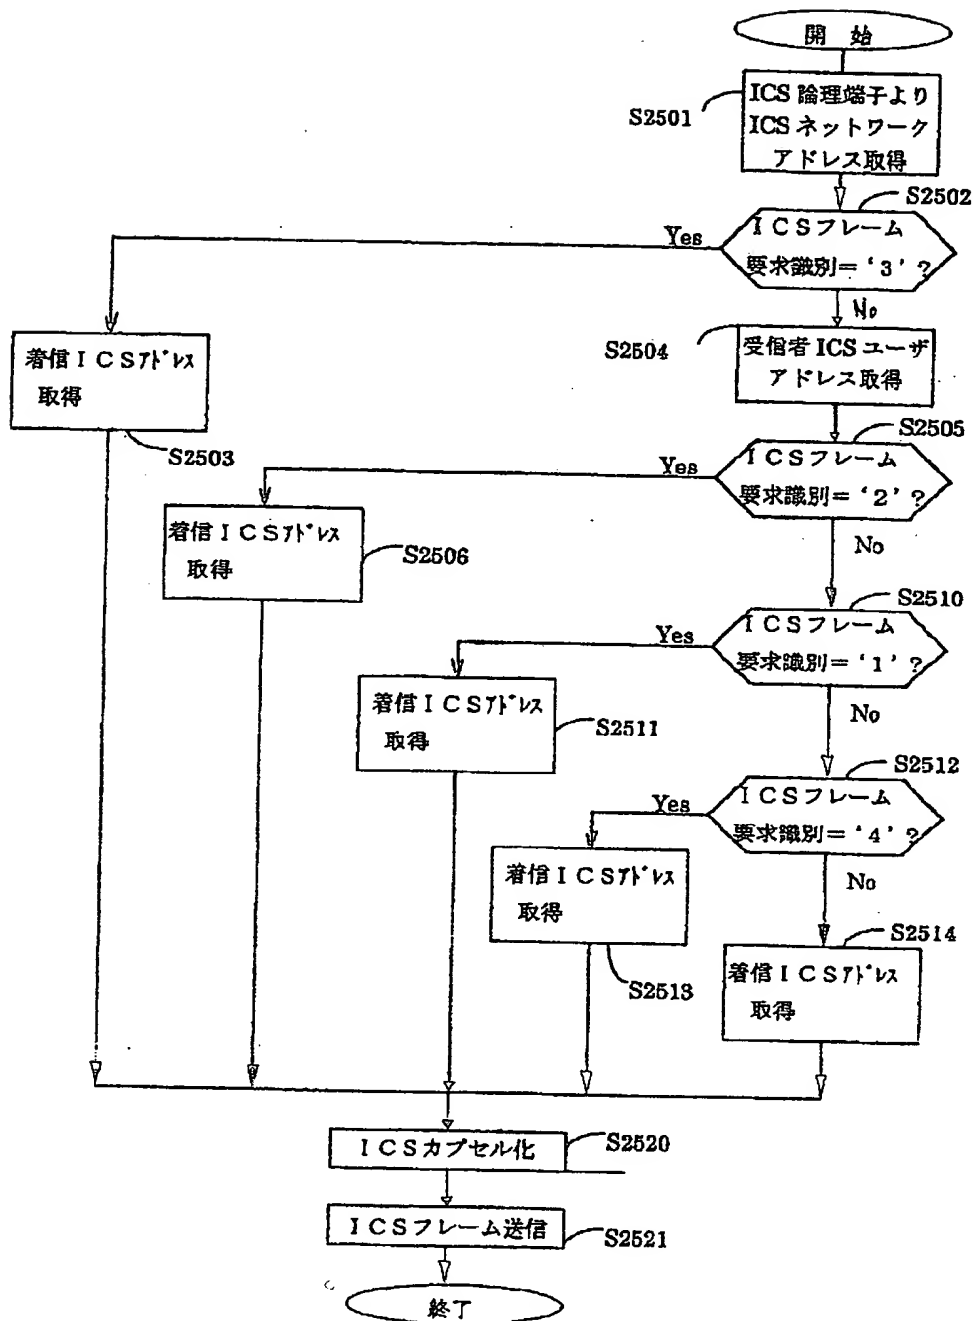 開 始
S2501
ICS論理端子より
ICSネットワーク
アドレス取得
S2502
ICSフレーム
要求識別=‘3’?
Yes
No
着信ICSアドレス
取得
S2503
S2504
受信者ICSユーザ
アドレス取得
S2505
ICSフレーム
要求識別=‘2’?
Yes
No
着信ICSアドレス
取得
S2506
S2510
ICSフレーム
要求識別=‘1’?
Yes
No
着信ICSアドレス
取得
S2511
S2512
ICSフレーム
要求識別=‘4’?
Yes
No
着信ICSアドレス
取得
S2513
S2514
着信ICSアドレス
取得
ICSカプセル化
S2520
ICSフレーム送信
S2521
終了